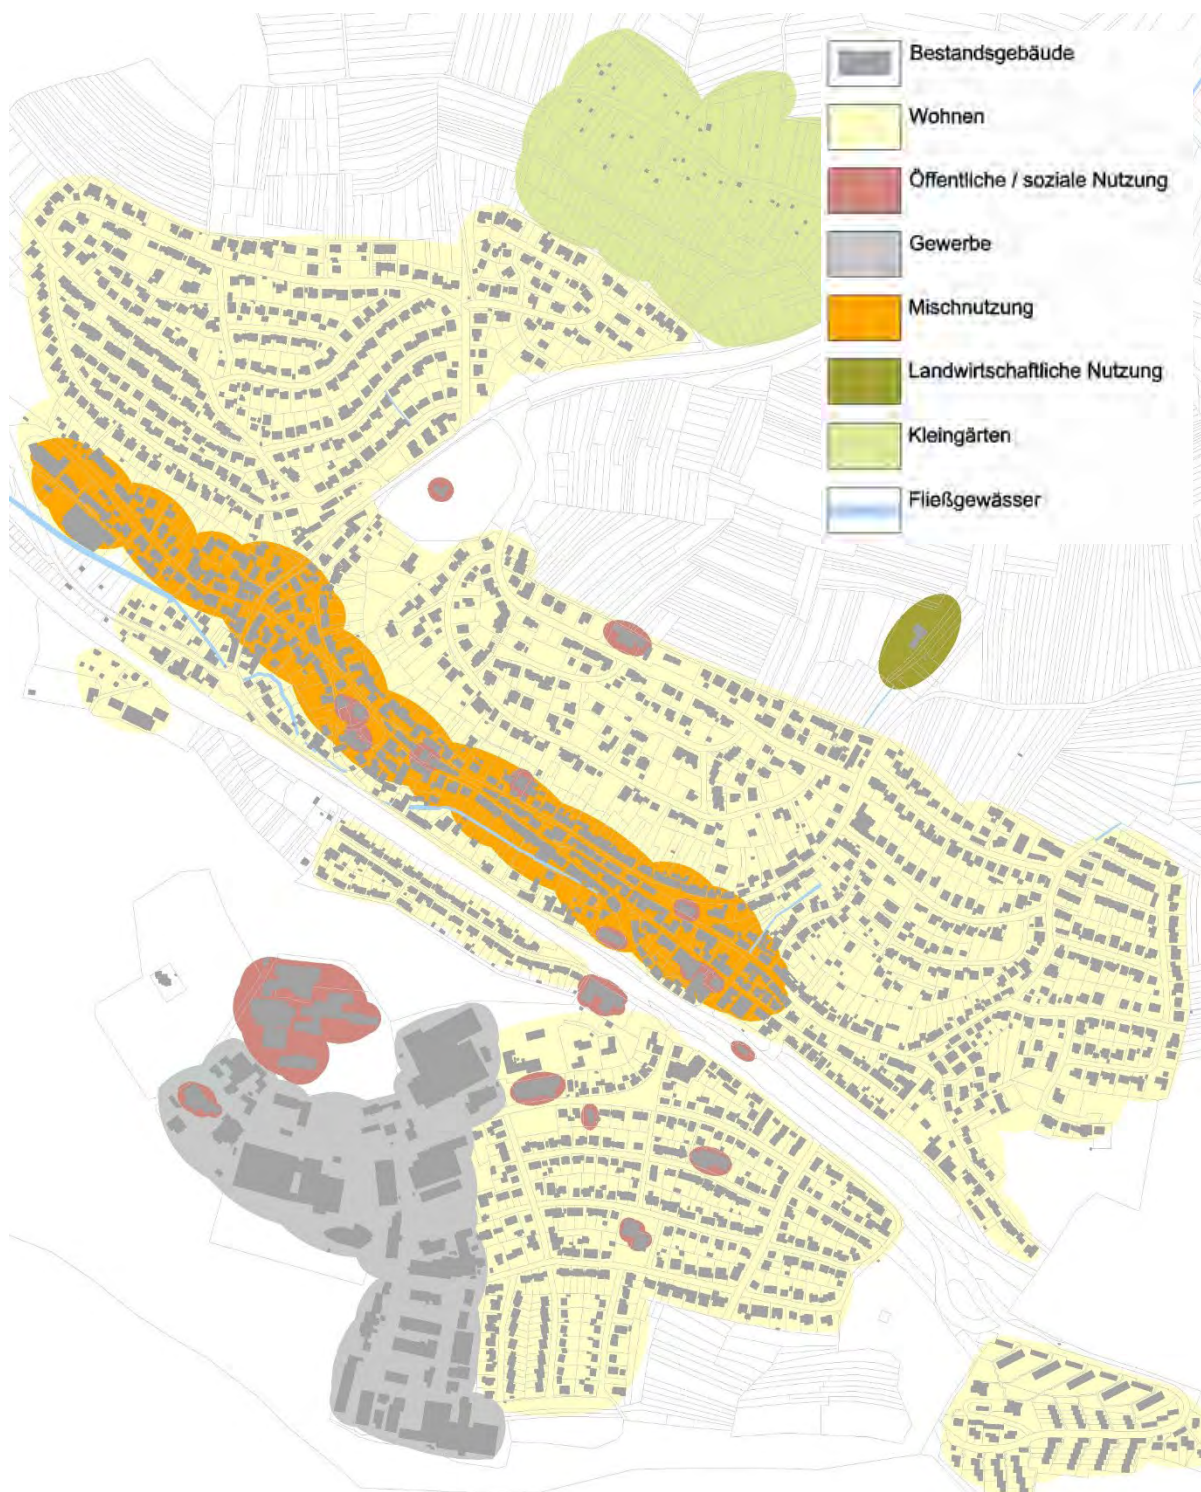 Bestandsgebäude
Wohnen
Öffentliche / soziale Nutzung
Gewerbe
Mischnutzung
Landwirtschaftliche Nutzung
Kleingärten
Fließgewässer